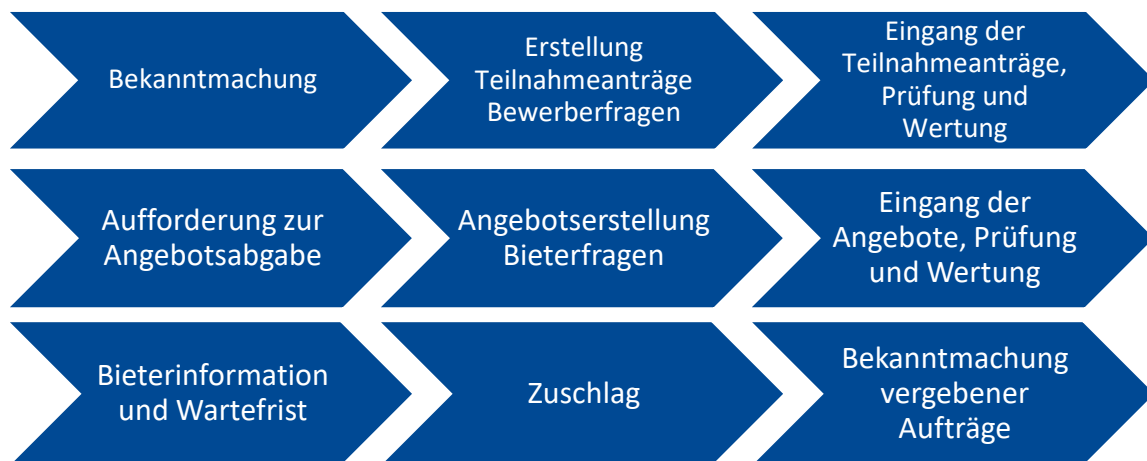 Bekanntmachung
Erstellung
Teilnahmeanträge
Bewerberfragen
Eingang der
Teilnahmeanträge,
Prüfung und
Wertung
Aufforderung zur
Angebotsabgabe
Angebotserstellung
Bieterfragen
Eingang der
Angebote, Prüfung
und Wertung
Bieterinformation
und Wartefrist
Zuschlag
Bekanntmachung
vergebener
Aufträge